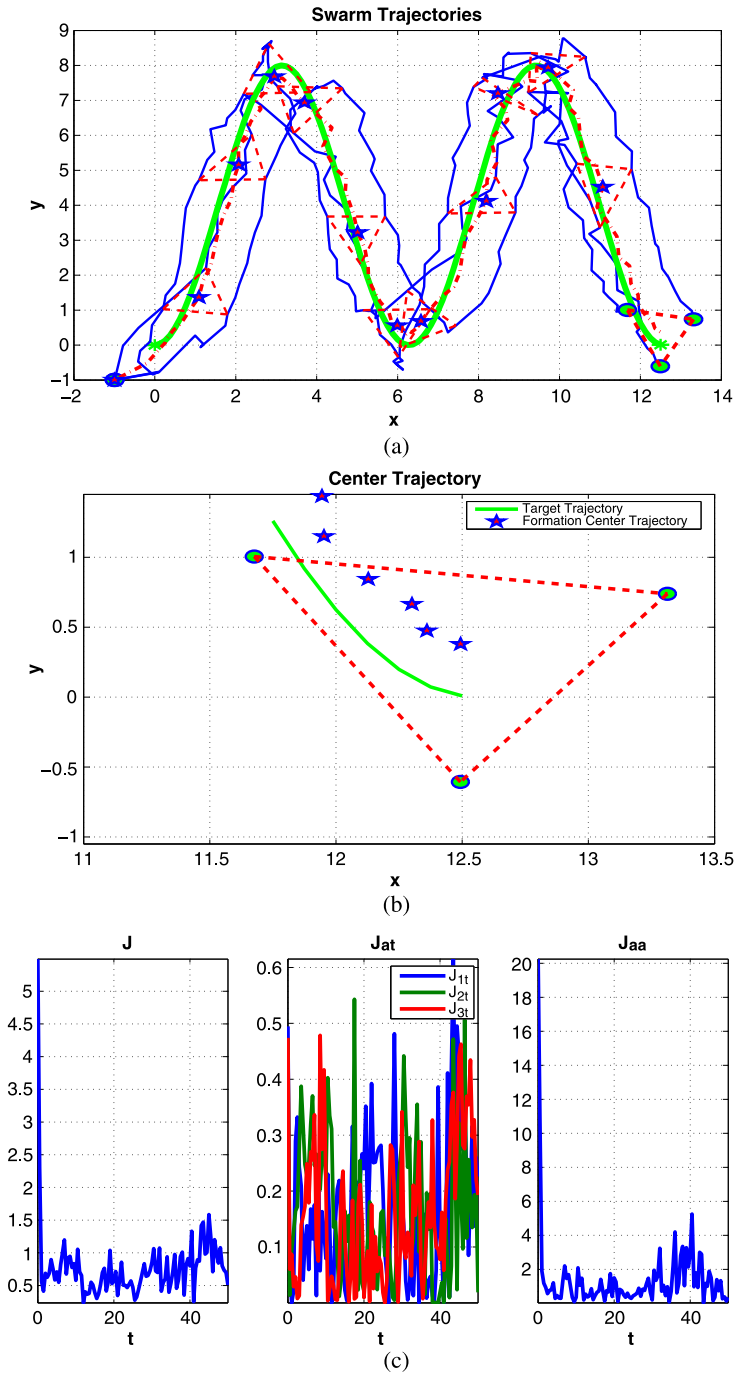 Swarm Trajectories
9
8
7
6
5
4
3
2
1
0
−1
y
−2 0 2 4 6 8 10 12 14
x
(a)
Center Trajectory
Target Trajectory
Formation Center Trajectory
1
0.5
0
−0.5
−1
y
11 11.5 12 12.5 13 13.5
x
(b)
J
5
4.5
4
3.5
3
2.5
2
1.5
1
0.5
0 20 40
t
Jat
J1t
J2t
J3t
0.6
0.5
0.4
0.3
0.2
0.1
0 20 40
t
Jaa
20
18
16
14
12
10
8
6
4
2
0 20 40
t
(c)